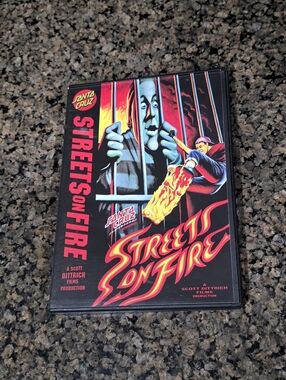 SANTA
CRUZ
STREETS ON FIRE
A SCOTT
DITTRICH
FILMS
PRODUCTION
SANTA
CRUZ
STREETS
ON FIRE
A
SCOTT DITTRICH
FILMS
PRODUCTION